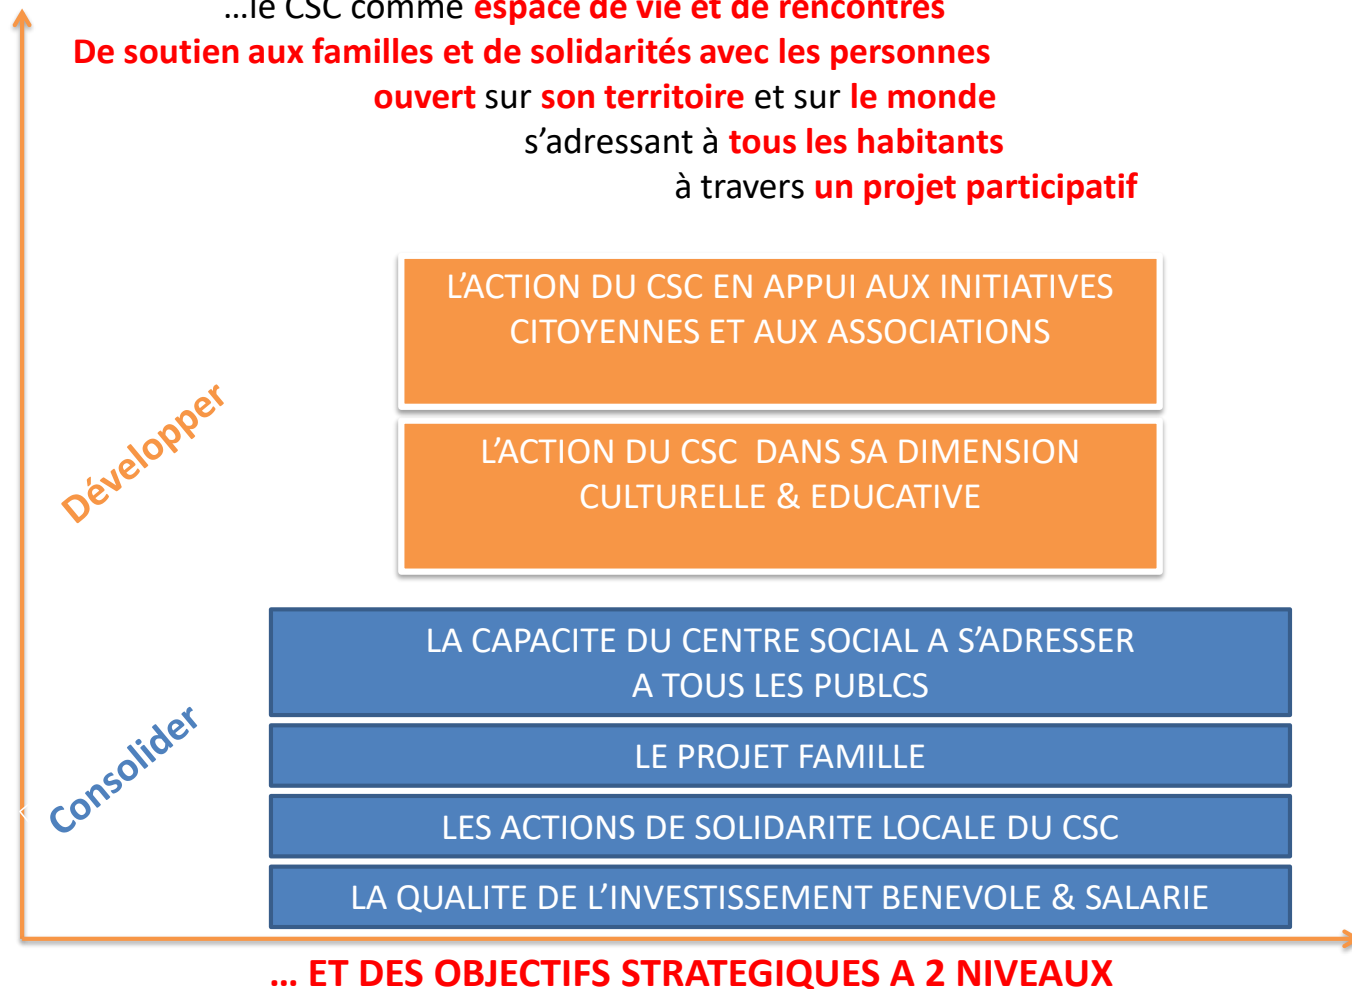 …le CSC comme espace de vie et de rencontres
De soutien aux familles et de solidarités avec les personnes
ouvert sur son territoire et sur le monde
s’adressant à tous les habitants
à travers un projet participatif
L’ACTION DU CSC EN APPUI AUX INITIATIVES
CITOYENNES ET AUX ASSOCIATIONS
Développer
L’ACTION DU CSC DANS SA DIMENSION
CULTURELLE & EDUCATIVE
LA CAPACITE DU CENTRE SOCIAL A S’ADRESSER
A TOUS LES PUBLCS
Consolider
LE PROJET FAMILLE
LES ACTIONS DE SOLIDARITE LOCALE DU CSC
LA QUALITE DE L’INVESTISSEMENT BENEVOLE & SALARIE
… ET DES OBJECTIFS STRATEGIQUES A 2 NIVEAUX